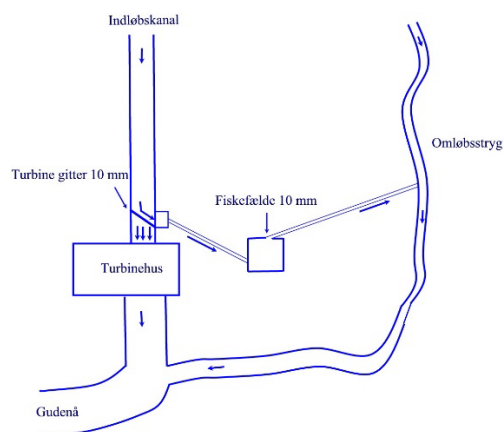 Indløbskanal
Omløbsstryg
Turbine gitter 10 mm
Fiskefælde 10 mm
Turbinehus
Gudenå